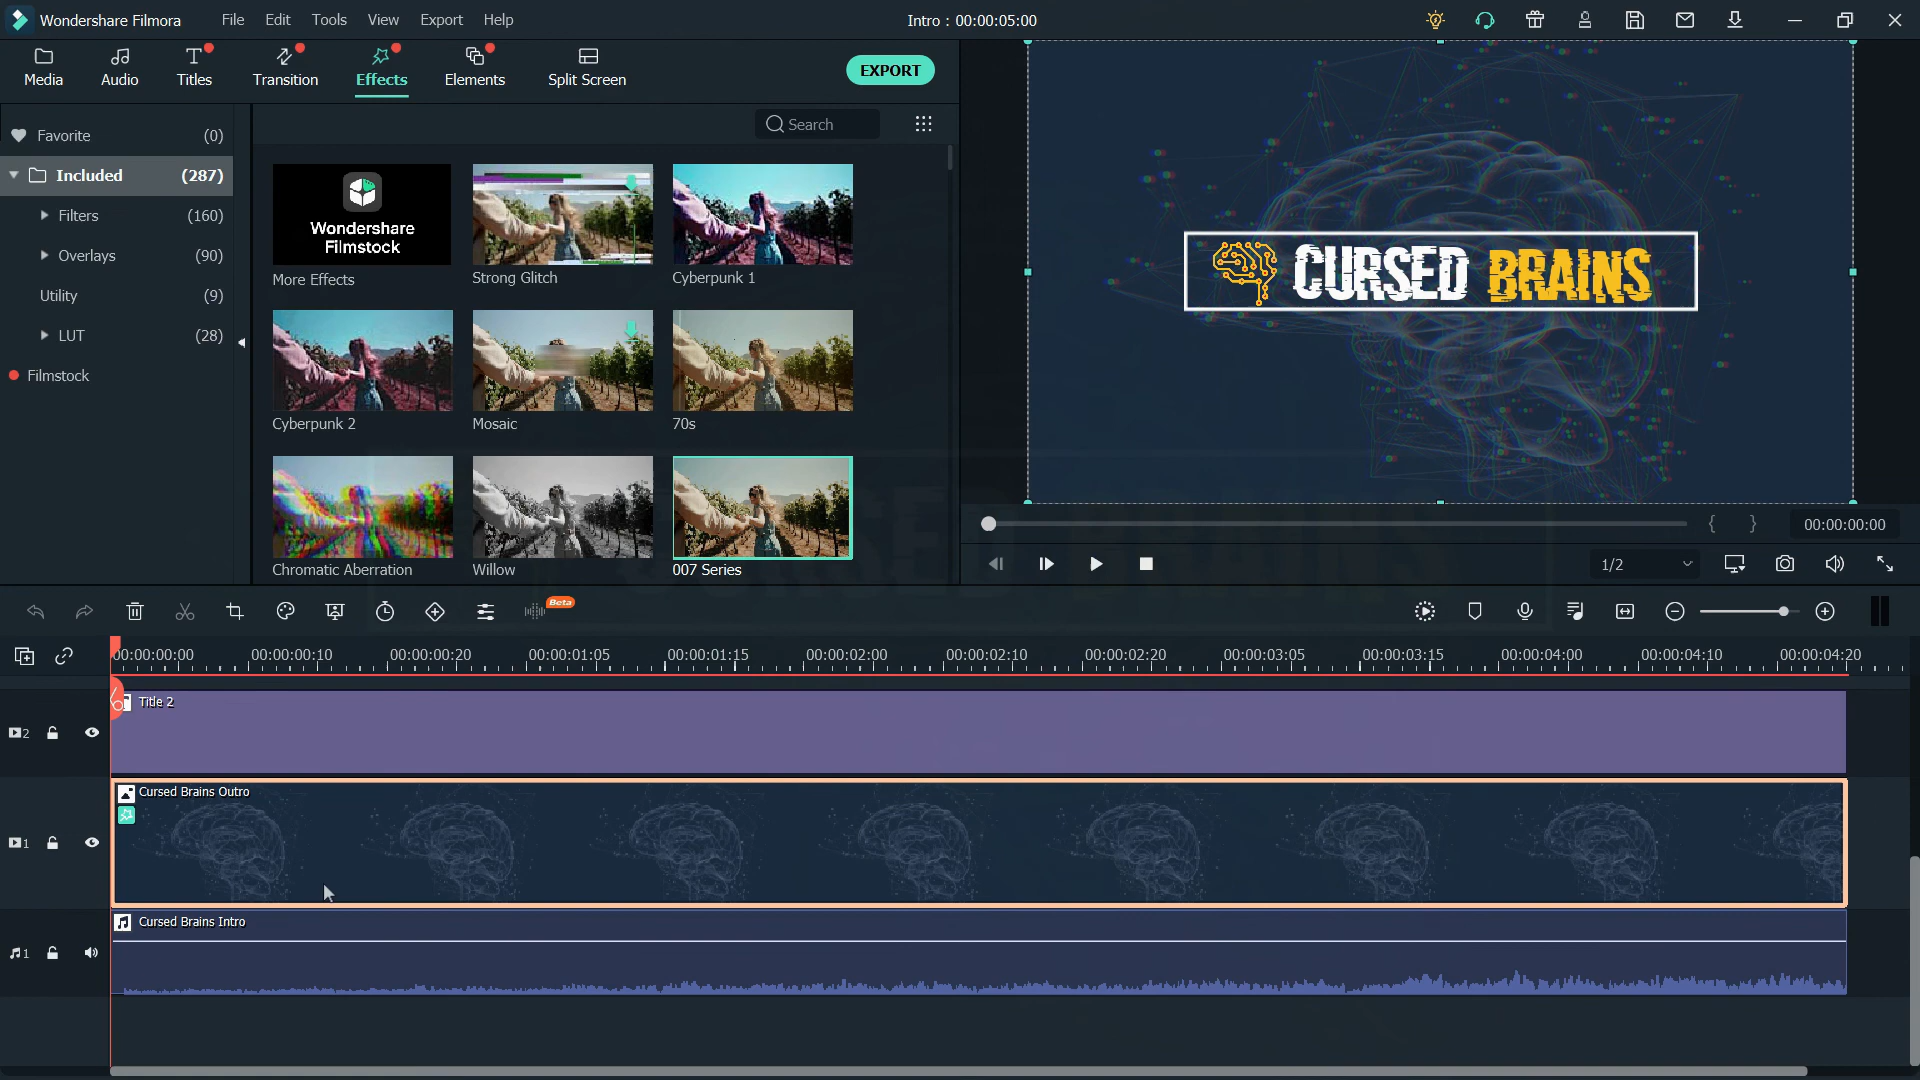 Wondershare Filmora
File
Edit
Tools
View
Export
Help
Intro : 00:00:05:00
Media
Audio
Titles
Transition
Effects
Elements
Split Screen
EXPORT
Favorite (0)
Included (287)
Filters (160)
Overlays (90)
Utility (9)
LUT (28)
Filmstock
Search
Wondershare
Filmstock
More Effects
Strong Glitch
Cyberpunk 1
Cyberpunk 2
Mosaic
70s
Chromatic Aberration
Willow
007 Series
CURSED BRAINS
{ }
00:00:00:00
1/2
Beta
00:00:00:00
00:00:00:10
00:00:00:20
00:00:01:05
00:00:01:15
00:00:02:00
00:00:02:10
00:00:02:20
00:00:03:05
00:00:03:15
00:00:04:00
00:00:04:10
00:00:04:20
2
Title 2
1
Cursed Brains Outro
1
Cursed Brains Intro